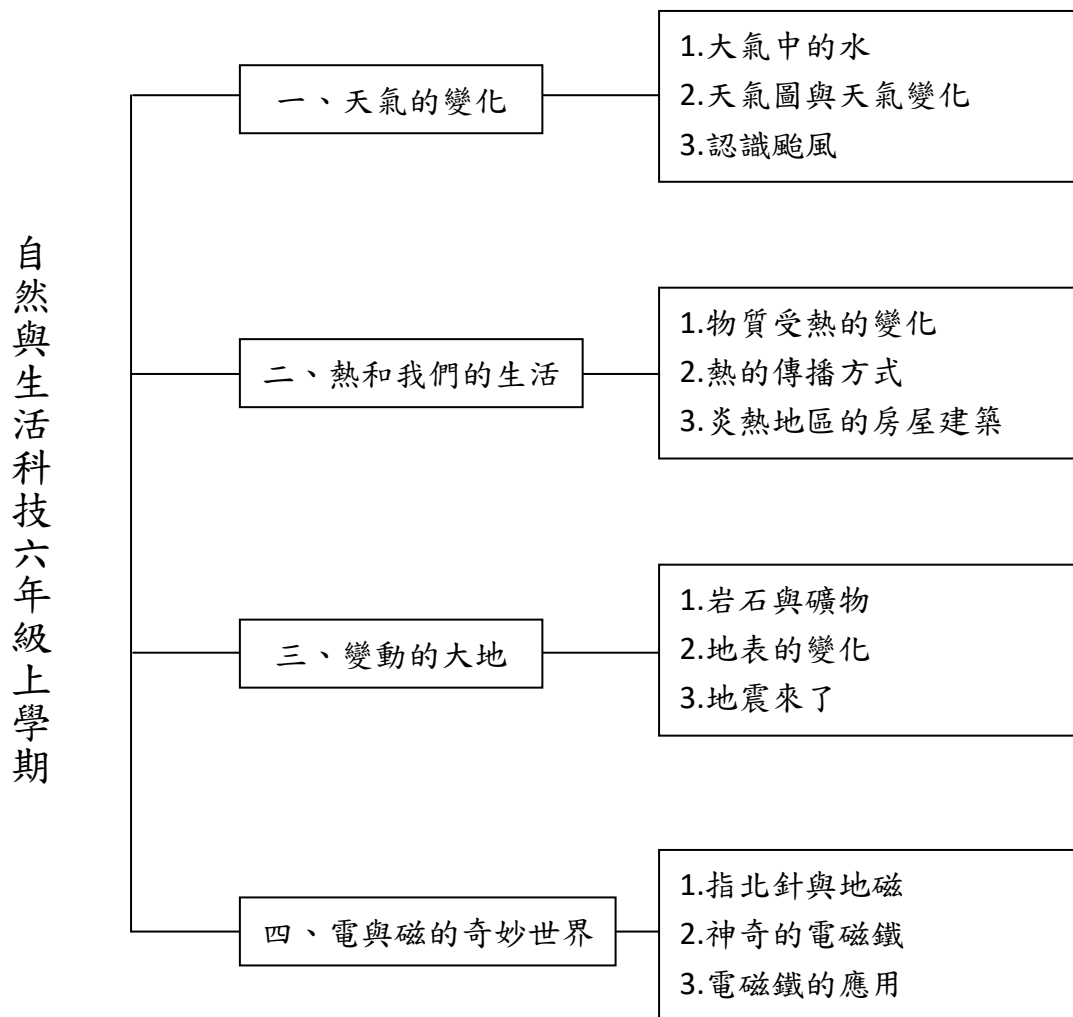 自然與生活科技六年級上學期
一、天氣的變化
1.大氣中的水
2.天氣圖與天氣變化
3.認識颱風
二、熱和我們的生活
1.物質受熱的變化
2.熱的傳播方式
3.炎熱地區的房屋建築
三、變動的大地
1.岩石與礦物
2.地表的變化
3.地震來了
四、電與磁的奇妙世界
1.指北針與地磁
2.神奇的電磁鐵
3.電磁鐵的應用